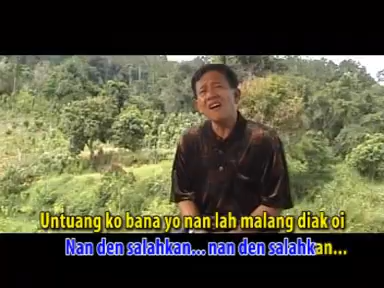 Untuang ko bana yo nan lah malang diak oi
Nan den salahkan... nan den salahkan...